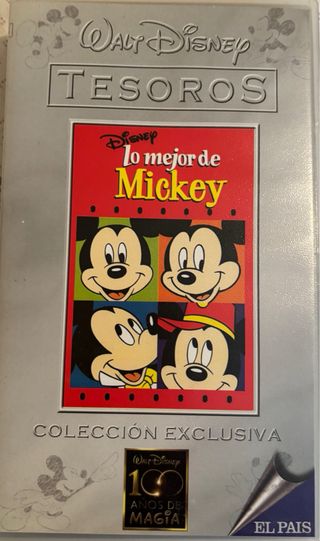 WALT DISNEY
TESOROS
Disney
lo mejor de
Mickey
COLECCIÓN EXCLUSIVA
WALT DISNEY
100
AÑOS DE
MAGIA
EL PAIS